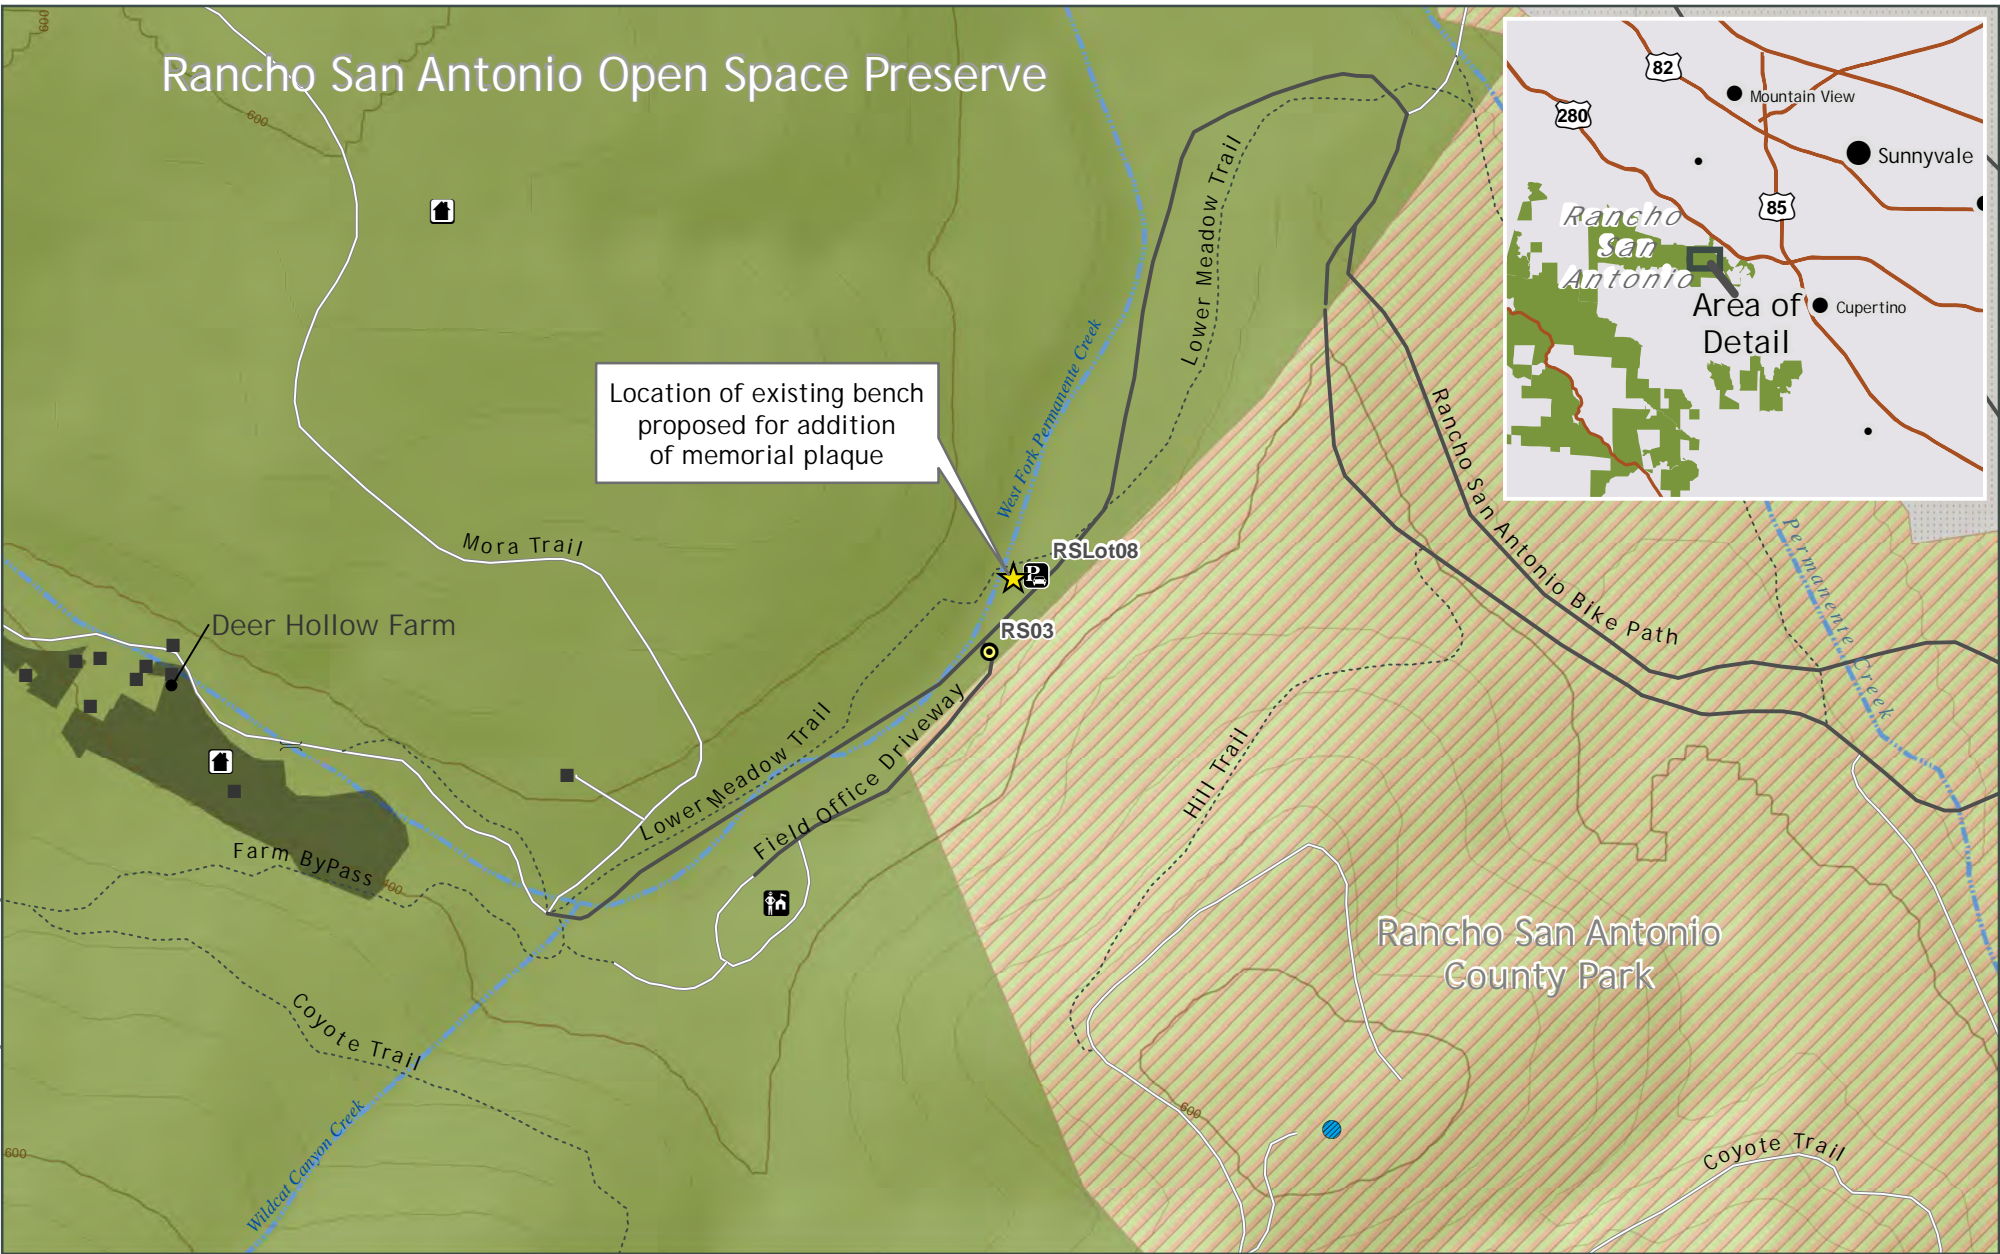 Rancho San Antonio Open Space Preserve
600
600
82
Mountain View
280
Sunnyvale
85
Rancho
San
Antonio
Area of
Detail
Cupertino
Lower Meadow Trail
West Fork Permanente Creek
Location of existing bench
proposed for addition
of memorial plaque
Rancho San Antonio Bike Path
Mora Trail
RSLot08
P
Permanente Creek
Deer Hollow Farm
RS03
Lower Meadow Trail
Field Office Driveway
Hill Trail
Farm ByPass
400
Rancho San Antonio
County Park
Coyote Trail
Wildcat Canyon Creek
600
600
Coyote Trail